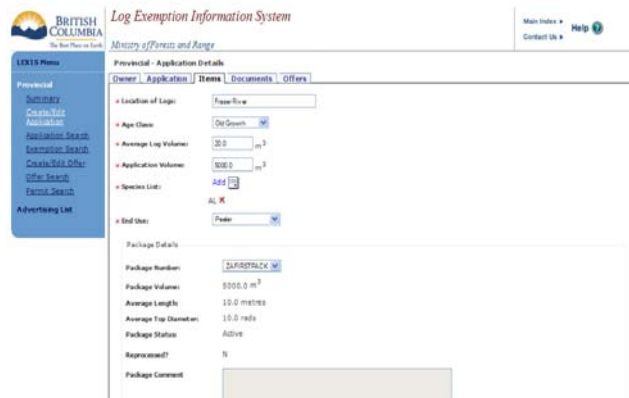 BRITISH
COLUMBIA
The Best Place on Earth
Log Exemption Information System
Ministry of Forests and Range
Main Index
Contact Us
Help
LEXIS Menu
Provincial
Summary
Create/Edit
Application
Application Search
Exemption Search
Create/Edit Offer
Offer Search
Permit Search
Advertising List
Provincial - Application Details
Owner Application Items Documents Offers
* Location of Logs: Fraser River
* Age Class: Old Growth
* Average Log Volume: 20.0 m3
* Application Volume: 5000.0 m3
* Species List: Add
AL X
* End Use: Peeler
Package Details
Package Number: ZAFIRSTPACK
Package Volume: 5000.0 m3
Average Length: 10.0 metres
Average Top Diameter: 10.0 rads
Package Status: Active
Reprocessed? N
Package Comment